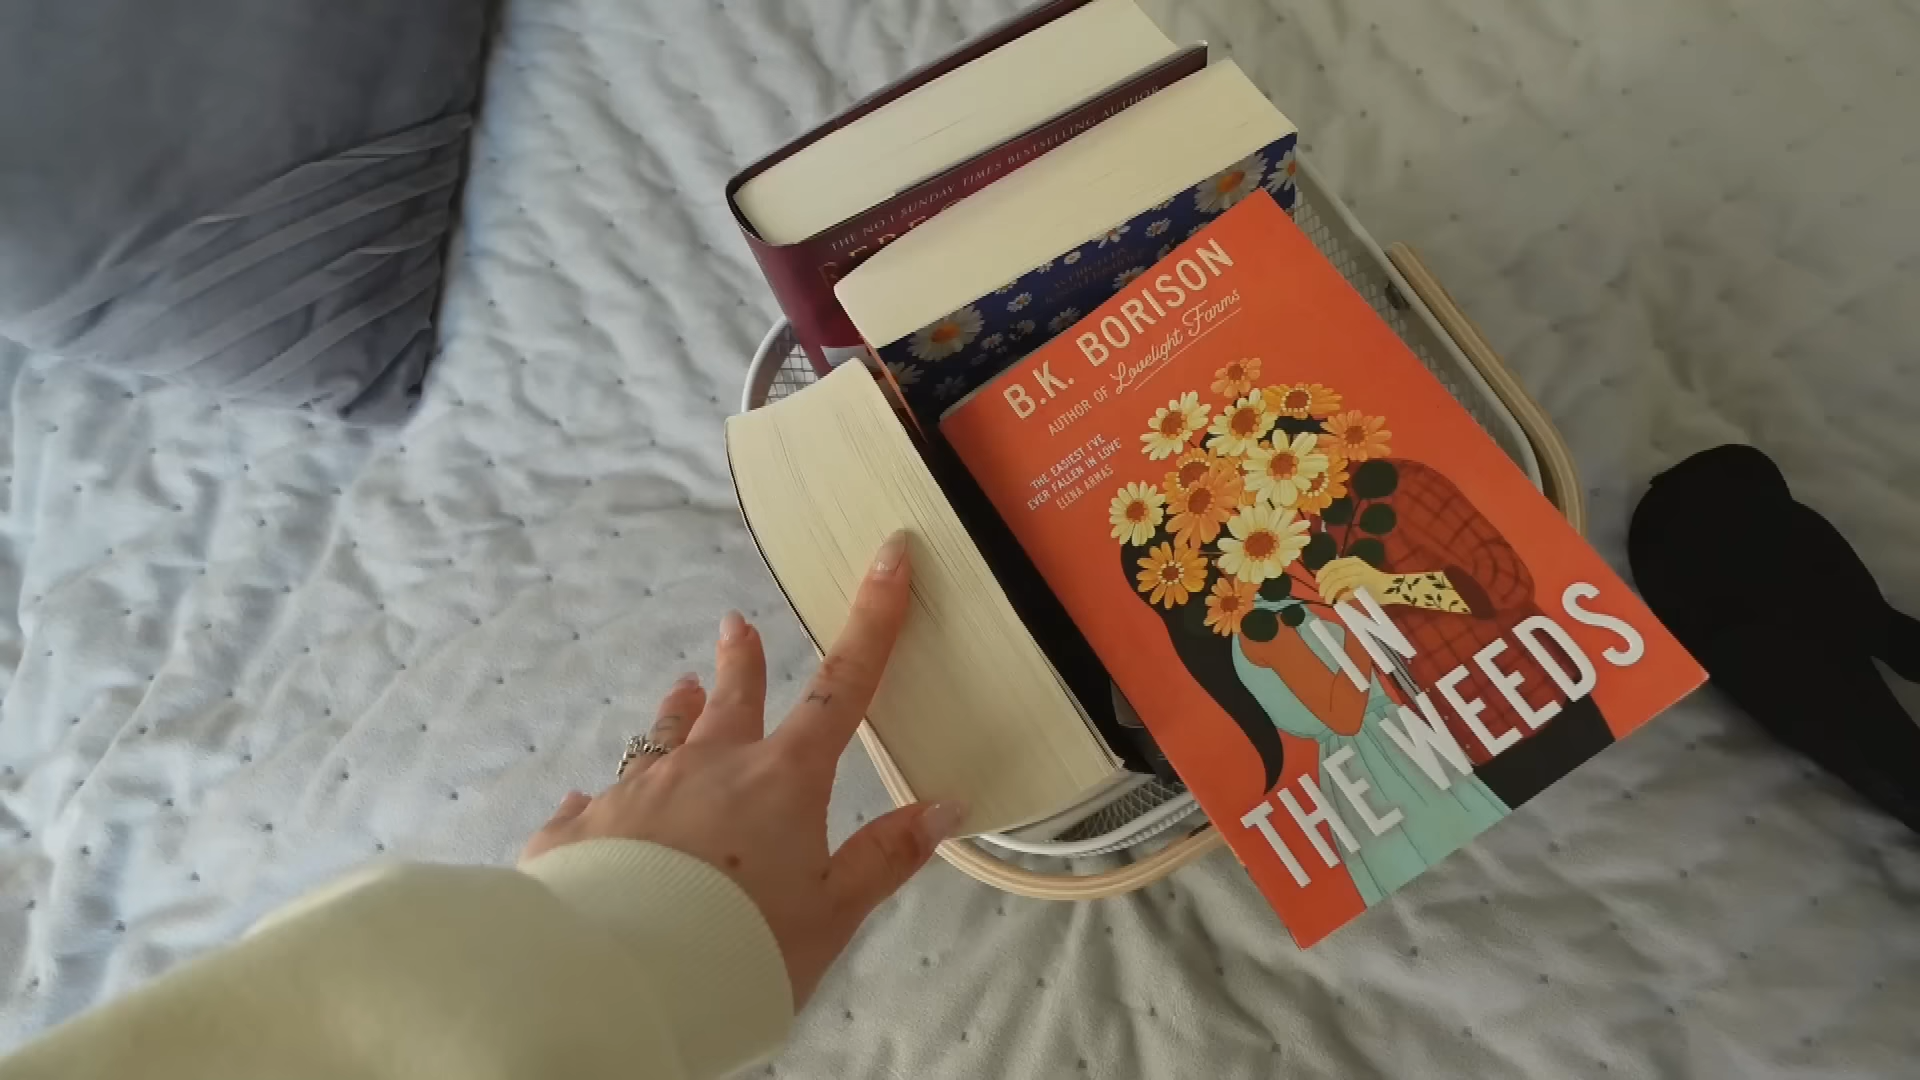 THE NO.1 SUNDAY TIMES BESTSELLING AUTHOR
B.K. BORISON
AUTHOR OF Lovelight Farms
'THE EASIEST I'VE
EVER FALLEN IN LOVE'
ELENA ARMAS
IN
THE WEEDS